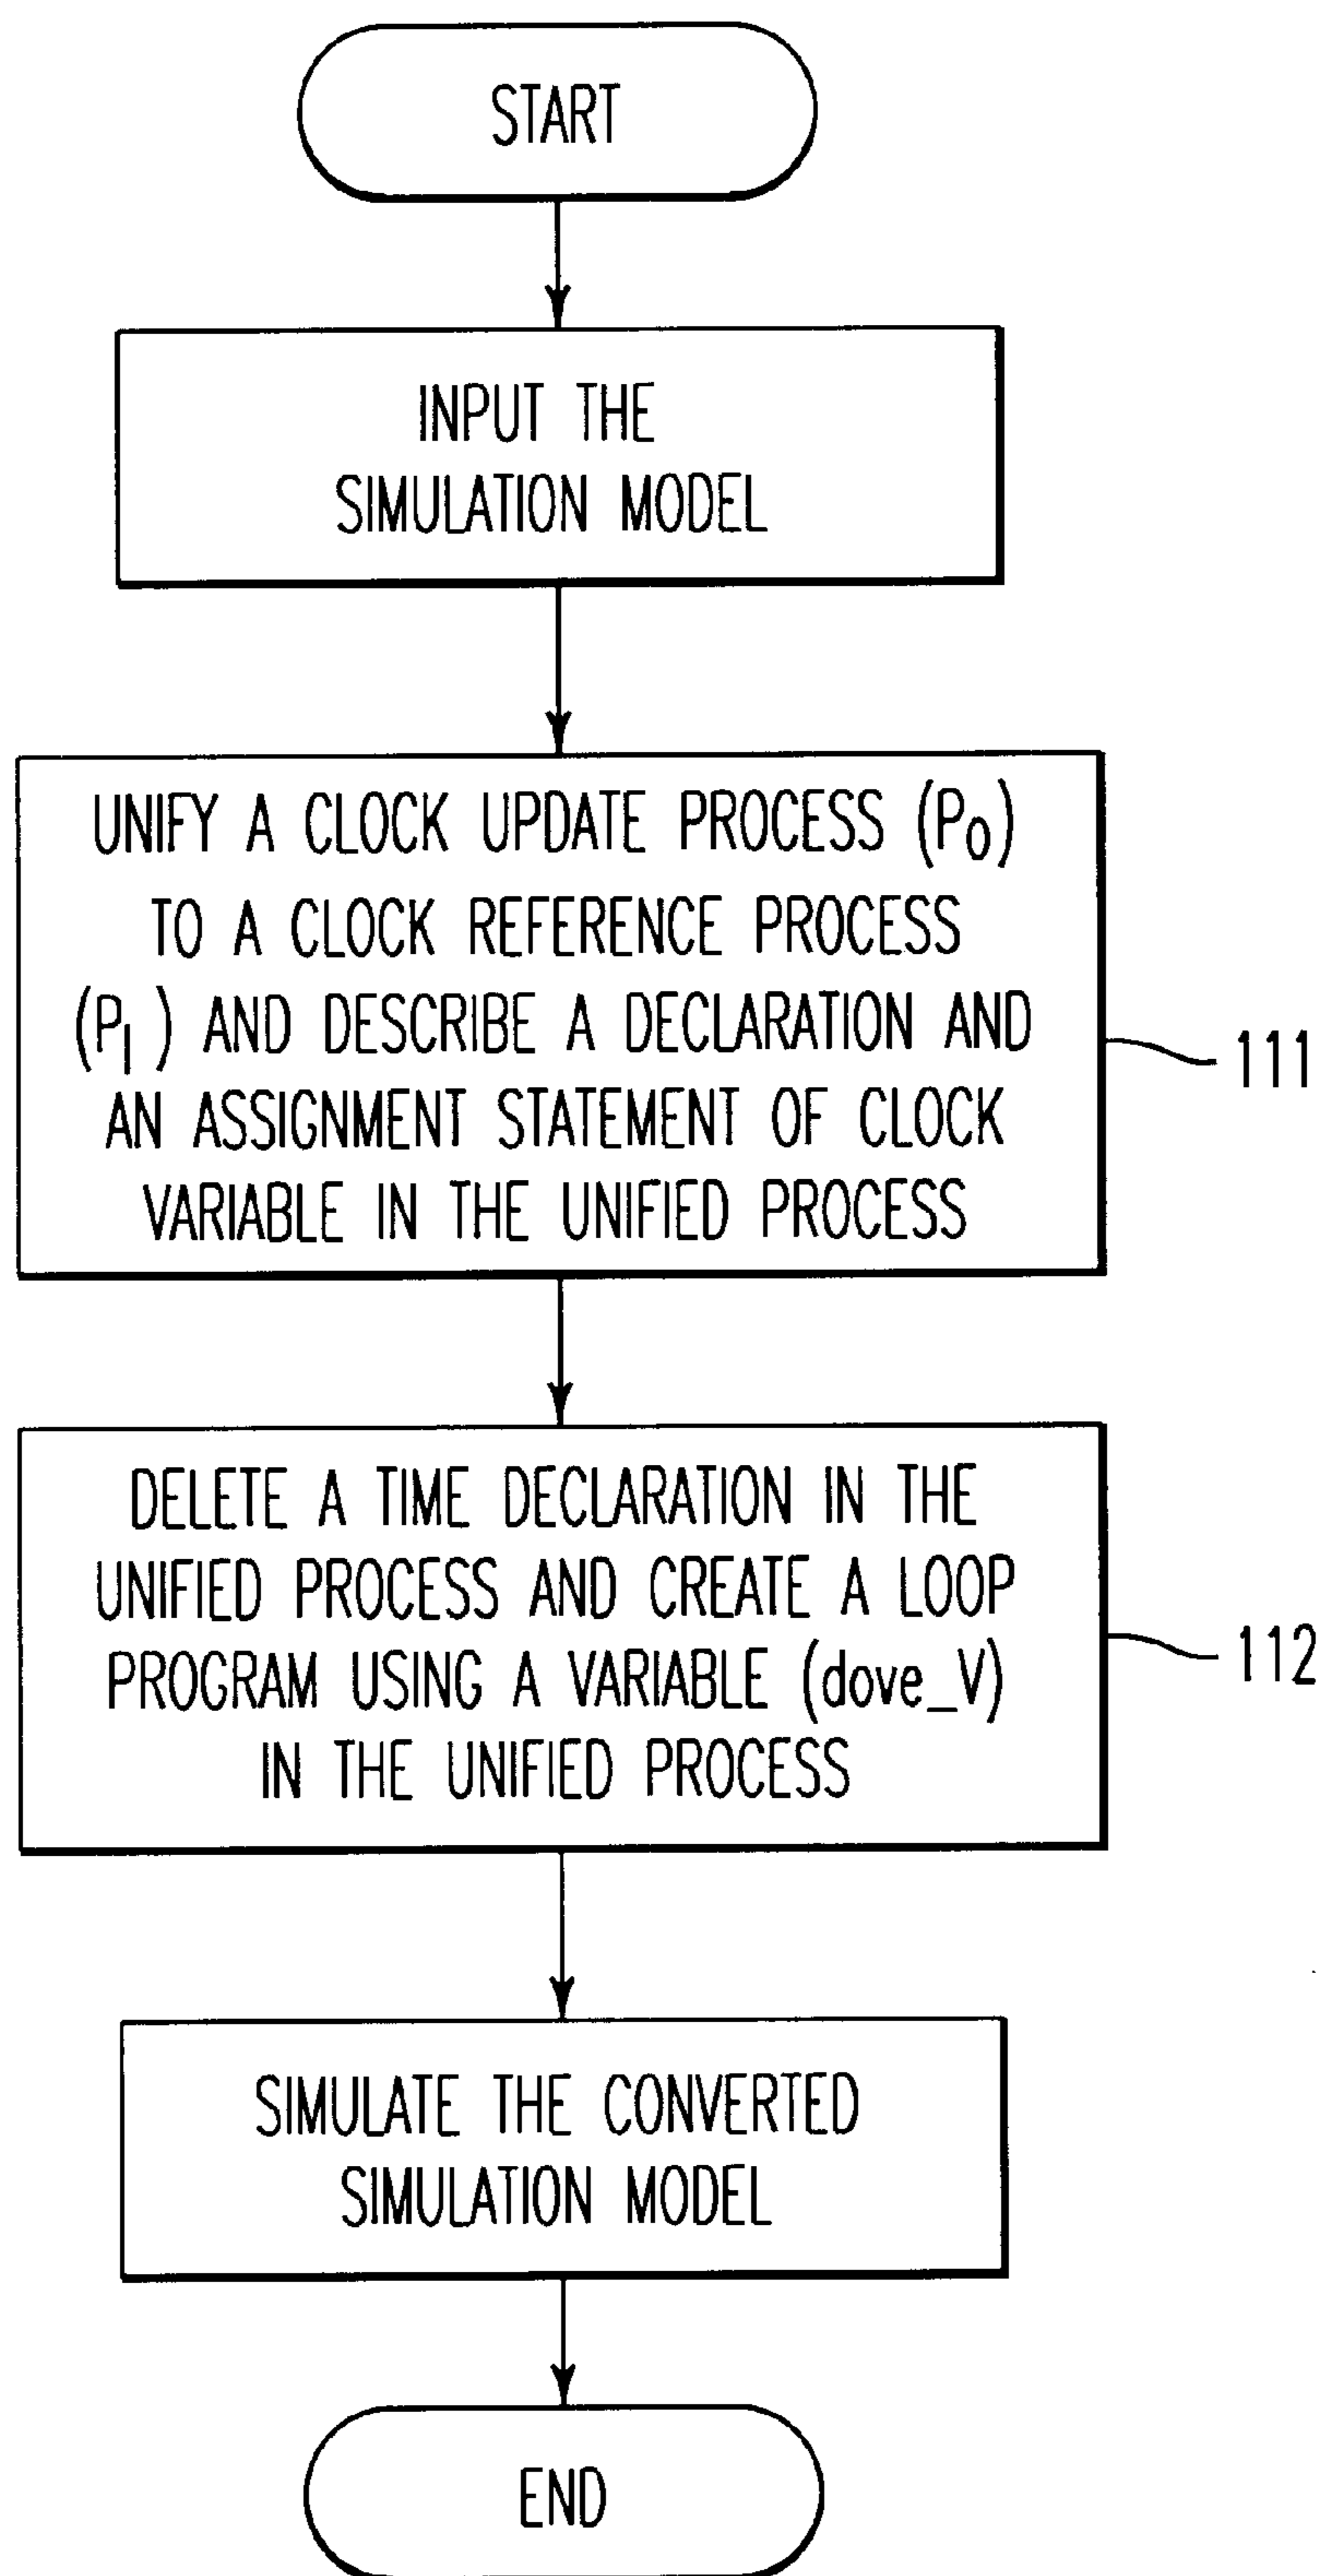 START
INPUT THE
SIMULATION MODEL
UNIFY A CLOCK UPDATE PROCESS (P0)
TO A CLOCK REFERENCE PROCESS
(P1) AND DESCRIBE A DECLARATION AND
AN ASSIGNMENT STATEMENT OF CLOCK
VARIABLE IN THE UNIFIED PROCESS
111
DELETE A TIME DECLARATION IN THE
UNIFIED PROCESS AND CREATE A LOOP
PROGRAM USING A VARIABLE (dove_V)
IN THE UNIFIED PROCESS
112
SIMULATE THE CONVERTED
SIMULATION MODEL
END